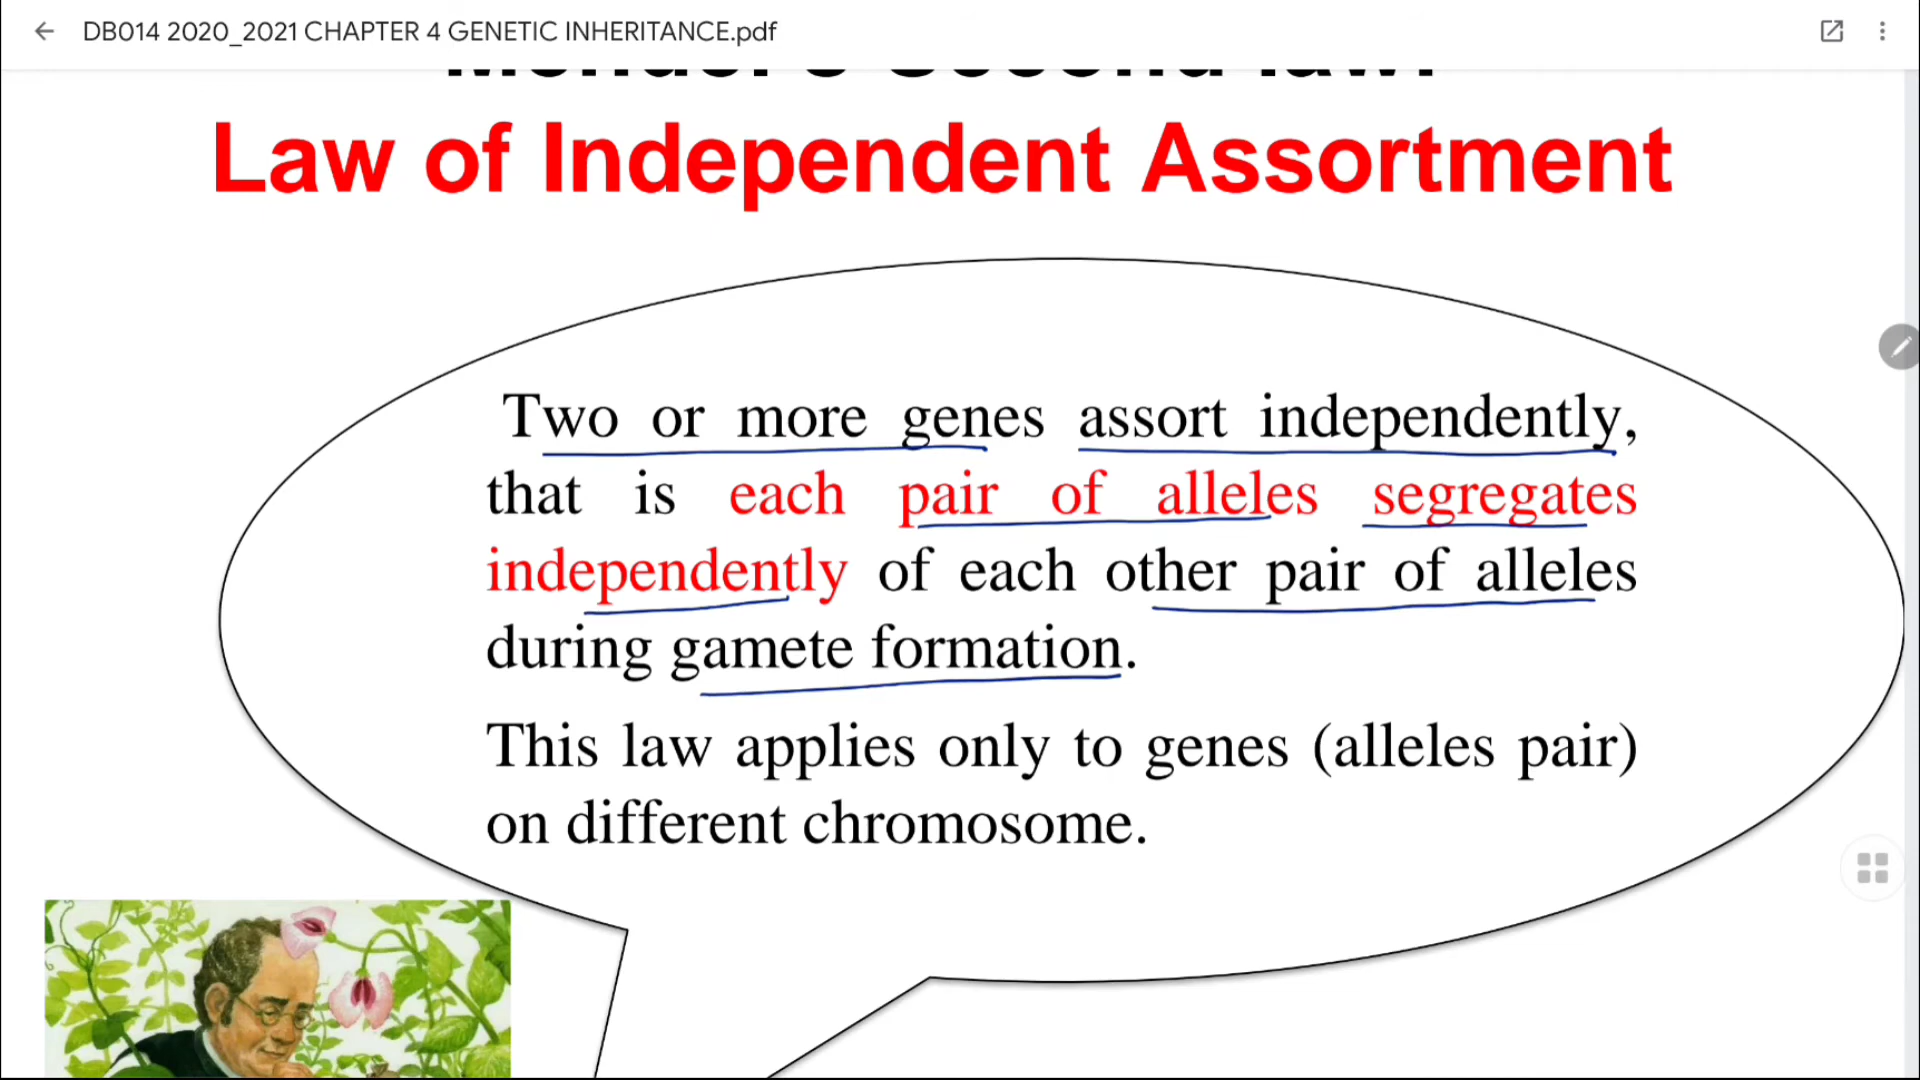 DB014 2020_2021 CHAPTER 4 GENETIC INHERITANCE.pdf
Law of Independent Assortment
Two or more genes assort independently,
that is each pair of alleles segregates
independently of each other pair of alleles
during gamete formation.
This law applies only to genes (alleles pair)
on different chromosome.